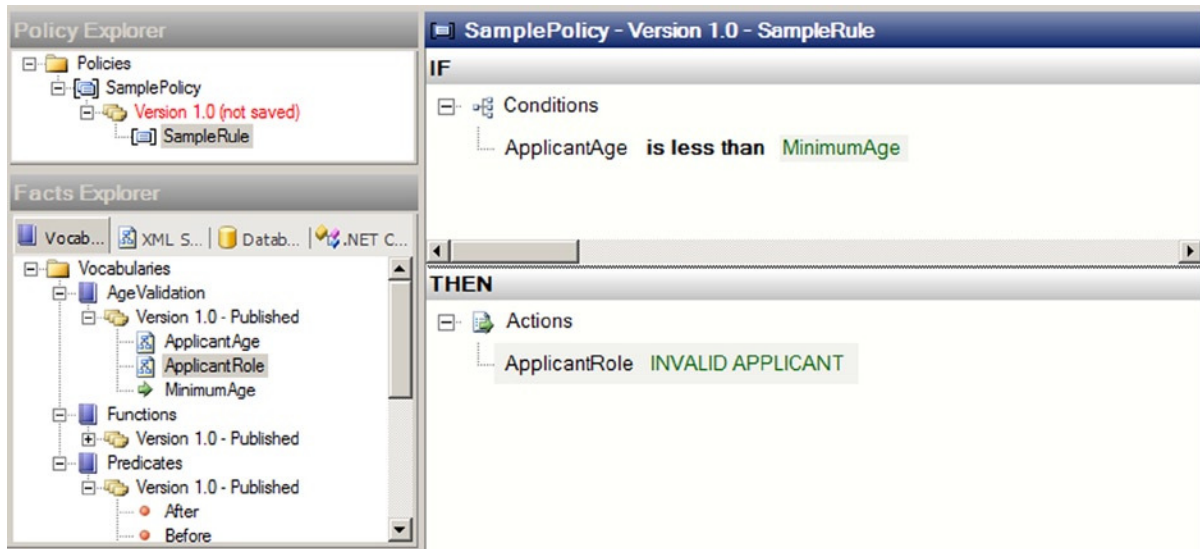 Policy Explorer
Policies
SamplePolicy
Version 1.0 (not saved)
SampleRule
Facts Explorer
Vocab... XML S... Datab... .NET C...
Vocabularies
AgeValidation
Version 1.0 - Published
ApplicantAge
ApplicantRole
MinimumAge
Functions
Version 1.0 - Published
Predicates
Version 1.0 - Published
After
Before
SamplePolicy - Version 1.0 - SampleRule
IF
Conditions
ApplicantAge is less than MinimumAge
THEN
Actions
ApplicantRole INVALID APPLICANT